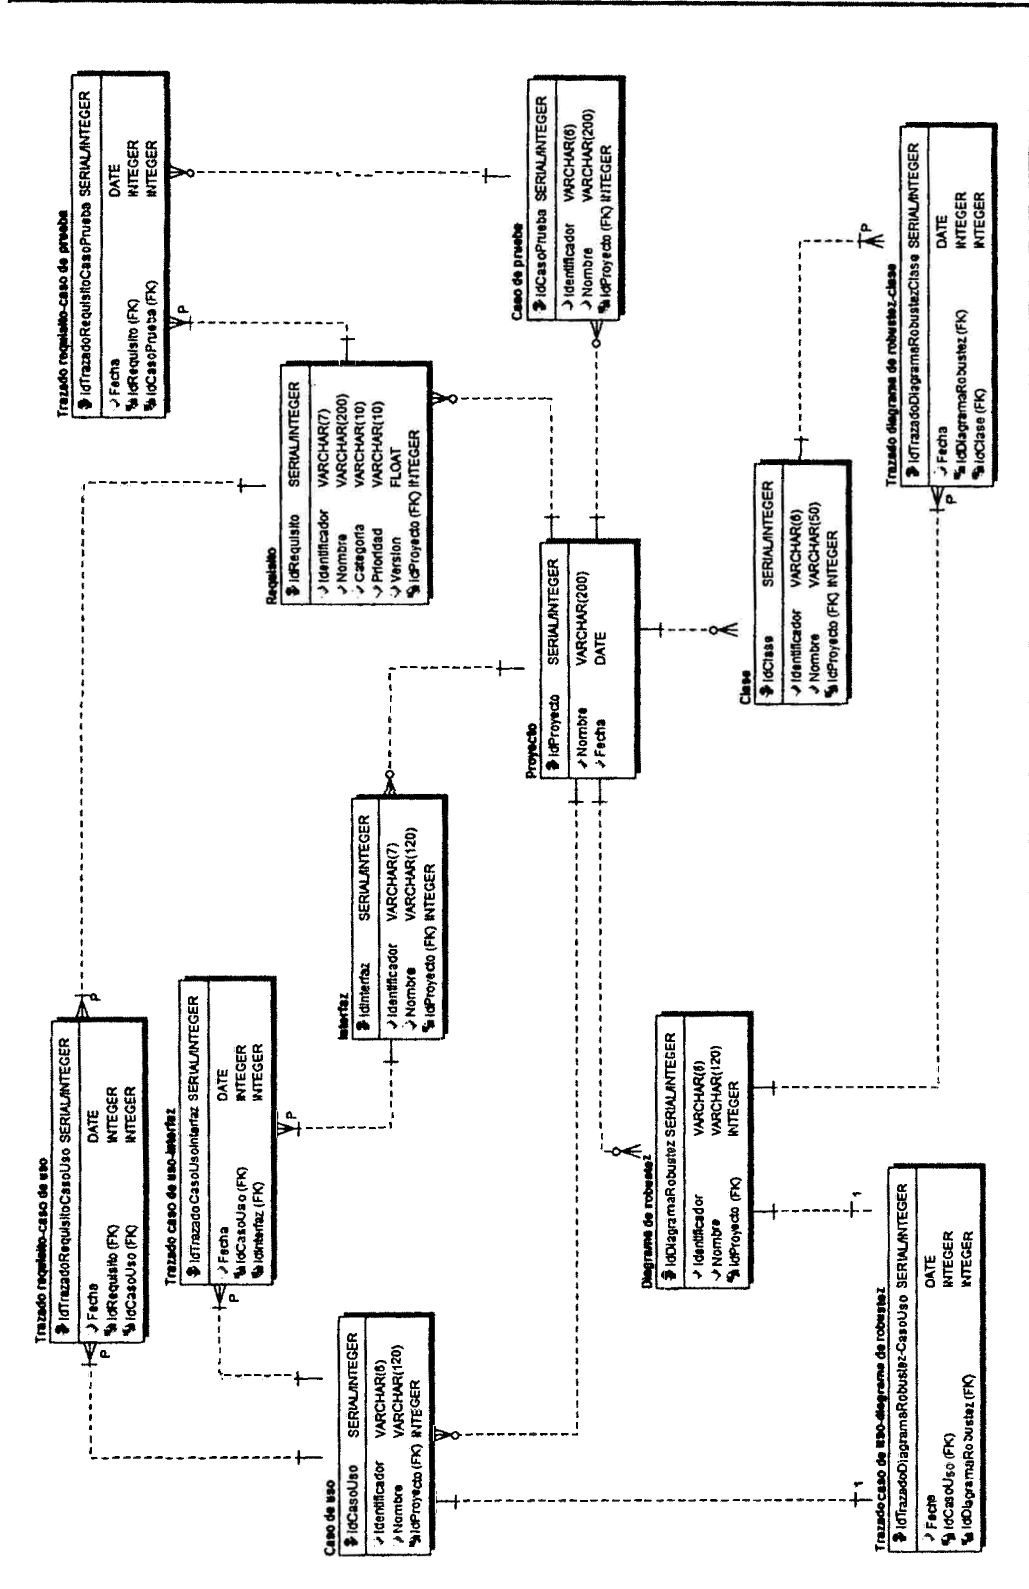 Trazado requisito-caso de uso
IdTrazadoRequisitoCasoUso SERIAL/INTEGER
Fecha DATE
IdRequisito (FK) INTEGER
IdCasoUso (FK) INTEGER
Trazado caso de uso-interfaz
IdTrazadoCasoUsoInterfaz SERIAL/INTEGER
Fecha DATE
IdCasoUso (FK) INTEGER
IdInterfaz (FK) INTEGER
Caso de uso
IdCasoUso SERIAL/INTEGER
Identificador VARCHAR(6)
Nombre VARCHAR(120)
IdProyecto (FK) INTEGER
Interfaz
IdInterfaz SERIAL/INTEGER
Identificador VARCHAR(7)
Nombre VARCHAR(120)
IdProyecto (FK) INTEGER
Trazado requisito-caso de prueba
IdTrazadoRequisitoCasoPrueba SERIAL/INTEGER
Fecha DATE
IdRequisito (FK) INTEGER
IdCasoPrueba (FK) INTEGER
Requisito
IdRequisito SERIAL/INTEGER
Identificador VARCHAR(7)
Nombre VARCHAR(200)
Categoria VARCHAR(10)
Prioridad VARCHAR(10)
Version FLOAT
IdProyecto (FK) INTEGER
Caso de prueba
IdCasoPrueba SERIAL/INTEGER
Identificador VARCHAR(6)
Nombre VARCHAR(200)
IdProyecto (FK) INTEGER
Proyecto
IdProyecto SERIAL/INTEGER
Nombre VARCHAR(200)
Fecha DATE
Diagrama de robustez
IdDiagramaRobustez SERIAL/INTEGER
Identificador VARCHAR(6)
Nombre VARCHAR(120)
IdProyecto (FK) INTEGER
Clase
IdClase SERIAL/INTEGER
Identificador VARCHAR(6)
Nombre VARCHAR(50)
IdProyecto (FK) INTEGER
Trazado caso de uso-diagrama de robustez
IdTrazadoDiagramaRobustez-CasoUso SERIAL/INTEGER
Fecha DATE
IdCasoUso (FK) INTEGER
IdDiagramaRobustez (FK) INTEGER
Trazado diagrama de robustez-clase
IdTrazadoDiagramaRobustezClase SERIAL/INTEGER
Fecha DATE
IdDiagramaRobustez (FK) INTEGER
IdClase (FK) INTEGER
P
P
P
P
P
P
P
1
1